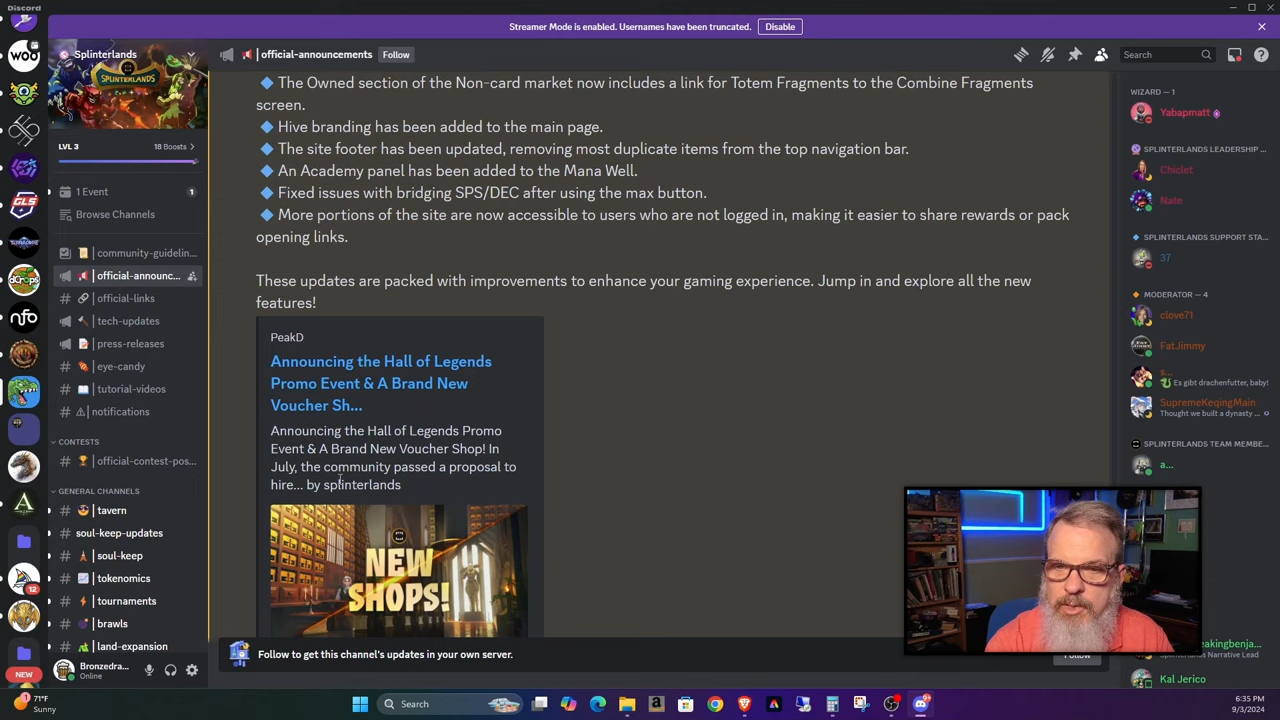 Discord
Streamer Mode is enabled. Usernames have been truncated.
Disable
Splinterlands
SPLINTERLANDS
LVL 3
18 Boosts
1 Event
1
Browse Channels
community-guidelin...
official-announc...
official-links
tech-updates
press-releases
eye-candy
tutorial-videos
notifications
CONTESTS
official-contest-pos...
GENERAL CHANNELS
tavern
soul-keep-updates
soul-keep
tokenomics
tournaments
brawls
land-expansion
Bronzedra...
Online
WOO
GLS
nfo
12
NEW
official-announcements
Follow
Search
The Owned section of the Non-card market now includes a link for Totem Fragments to the Combine Fragments
screen.
Hive branding has been added to the main page.
The site footer has been updated, removing most duplicate items from the top navigation bar.
An Academy panel has been added to the Mana Well.
Fixed issues with bridging SPS/DEC after using the max button.
More portions of the site are now accessible to users who are not logged in, making it easier to share rewards or pack
opening links.
These updates are packed with improvements to enhance your gaming experience. Jump in and explore all the new
features!
PeakD
Announcing the Hall of Legends
Promo Event & A Brand New
Voucher Sh...
Announcing the Hall of Legends Promo
Event & A Brand New Voucher Shop! In
July, the community passed a proposal to
hire... by splinterlands
NEW
SHOPS!
Follow to get this channel's updates in your own server.
Follow
WIZARD — 1
Yabapmatt
SPLINTERLANDS LEADERSHIP ...
Chiclet
Nate
SPLINTERLANDS SUPPORT STA...
37
MODERATOR — 4
clove71
FatJimmy
s...
Es gibt drachenfutter, baby!
SupremeKeqingMain
Thought we built a dynasty
SPLINTERLANDS TEAM MEMBE...
a...
eakingbenja...
Splinterlands Narrative Lead
Kal Jerico
71°F
Sunny
Search
6:35 PM
9/3/2024